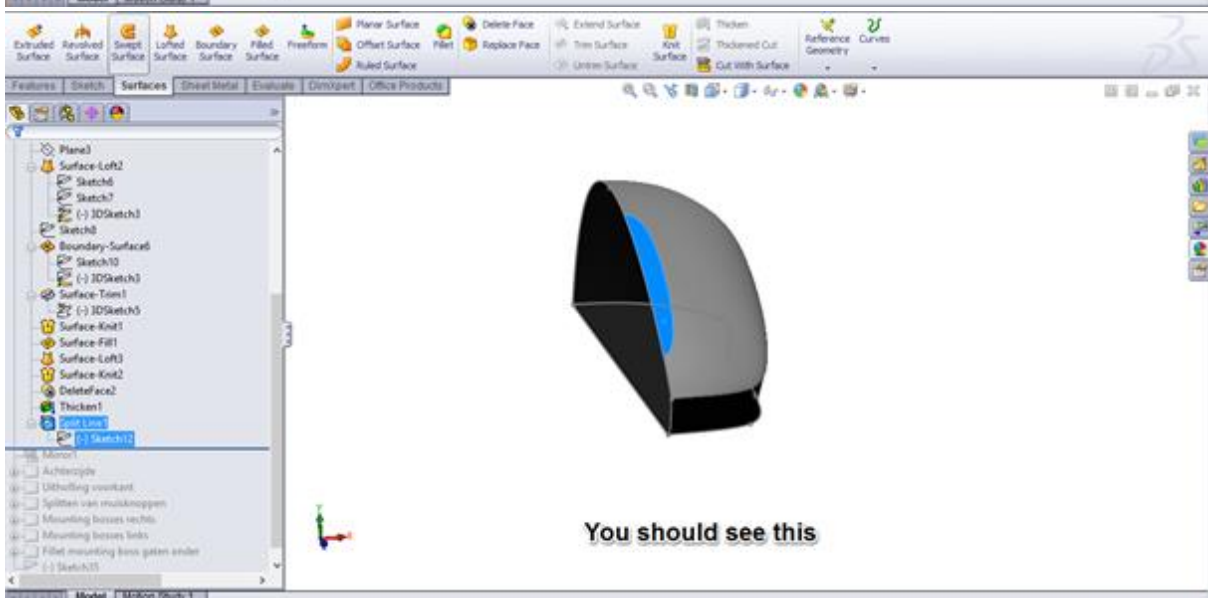 Extruded Surface
Revolved Surface
Swept Surface
Lofted Surface
Boundary Surface
Filled Surface
Freeform
Planar Surface
Offset Surface
Ruled Surface
Fillet
Delete Face
Replace Face
Extend Surface
Trim Surface
Untrim Surface
Knit Surface
Thicken
Thickened Cut
Cut With Surface
Reference Geometry
Curves
Features
Sketch
Surfaces
Sheet Metal
Evaluate
DimXpert
Office Products
Plane3
Surface-Loft2
Sketch6
Sketch7
(-) 3DSketch3
Sketch8
Boundary-Surface6
Sketch10
(-) 3DSketch3
Surface-Trim1
(-) 3DSketch5
Surface-Knit1
Surface-Fill1
Surface-Loft3
Surface-Knit2
DeleteFace2
Thicken1
Split Line1
(-) Sketch12
Mirror1
Achterzijde
Uitholling voorkant
Splitten van muisknoppen
Mounting bosses rechts
Mounting bosses links
Fillet mounting boss gaten onder
(-) Sketch15
You should see this
Model
Motion Study 1